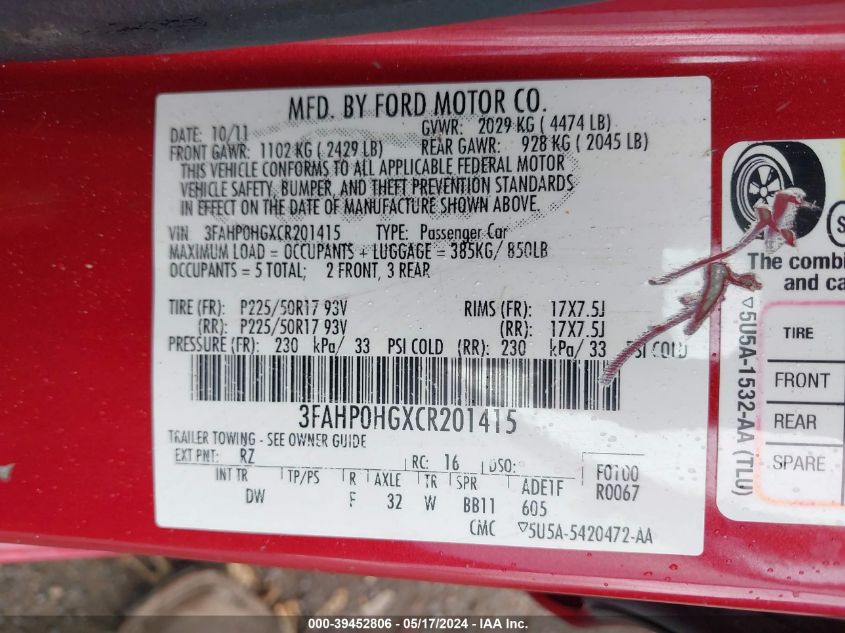 MFD. BY FORD MOTOR CO.
DATE: 10/11 GVWR: 2029 KG ( 4474 LB)
FRONT GAWR: 1102 KG ( 2429 LB) REAR GAWR: 928 KG ( 2045 LB)
THIS VEHICLE CONFORMS TO ALL APPLICABLE FEDERAL MOTOR
VEHICLE SAFETY, BUMPER, AND THEFT PREVENTION STANDARDS
IN EFFECT ON THE DATE OF MANUFACTURE SHOWN ABOVE.
VIN 3FAHP0HGXCR201415 TYPE: Passenger Car
MAXIMUM LOAD = OCCUPANTS + LUGGAGE = 385KG/ 850LB
OCCUPANTS = 5 TOTAL; 2 FRONT, 3 REAR
TIRE (FR): P225/50R17 93V RIMS (FR): 17X7.5J
(RR): P225/50R17 93V (RR): 17X7.5J
PRESSURE (FR): 230 kPa/ 33 PSI COLD (RR): 230 kPa/ 33 PSI COLD
3FAHP0HGXCR201415
TRAILER TOWING - SEE OWNER GUIDE
EXT PNT: RZ RC: 16 DSO: F0100
INT TR TP/PS R AXLE TR SPR ADETF R0067
DW F 32 W BB11 605
CMC ▽5U5A-5420472-AA
The combi
and ca
▽5U5A-1532-AA (TLU)
TIRE
FRONT
REAR
SPARE
000-39452806 - 05/17/2024 - IAA Inc.